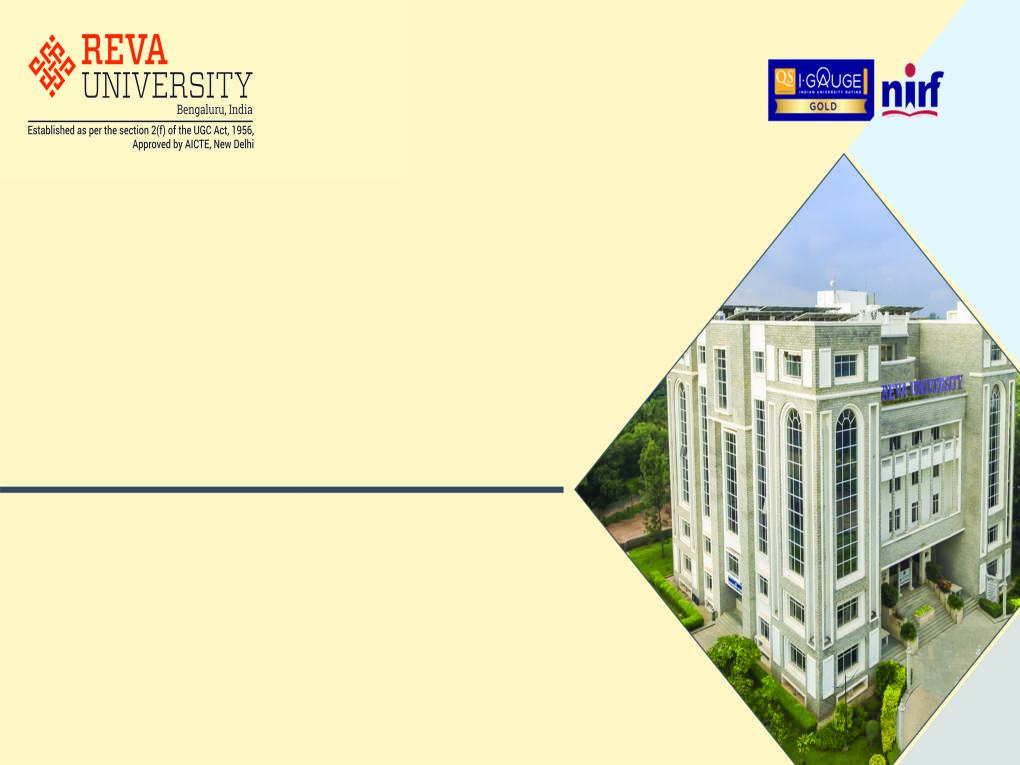 REVA
UNIVERSITY
Bengaluru, India
Established as per the section 2(f) of the UGC Act, 1956,
Approved by AICTE, New Delhi
QS I·GAUGE
INDIAN UNIVERSITY RATING
GOLD
nirf
REVA UNIVERSITY